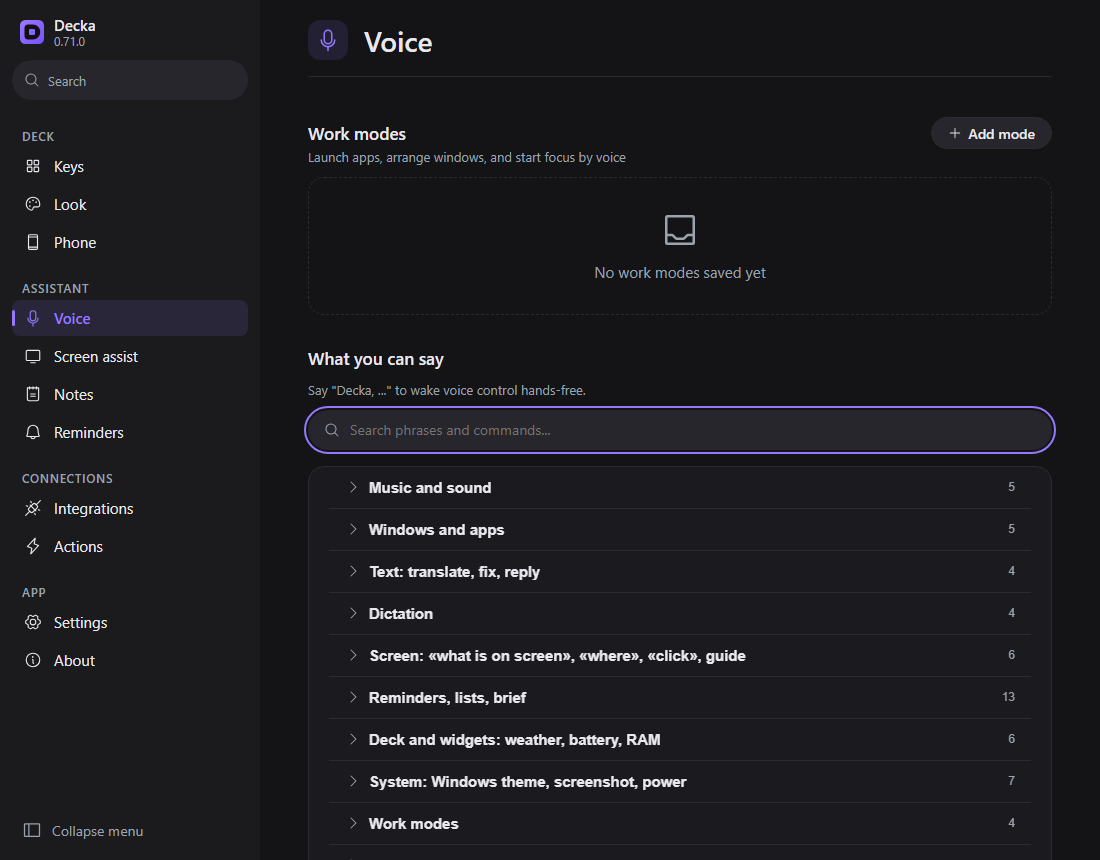 Decka
0.71.0
Search
DECK
Keys
Look
Phone
ASSISTANT
Voice
Screen assist
Notes
Reminders
CONNECTIONS
Integrations
Actions
APP
Settings
About
Collapse menu
Voice
Work modes
Add mode
Launch apps, arrange windows, and start focus by voice
No work modes saved yet
What you can say
Say "Decka, ..." to wake voice control hands-free.
Search phrases and commands...
Music and sound 5
Windows and apps 5
Text: translate, fix, reply 4
Dictation 4
Screen: «what is on screen», «where», «click», guide 6
Reminders, lists, brief 13
Deck and widgets: weather, battery, RAM 6
System: Windows theme, screenshot, power 7
Work modes 4